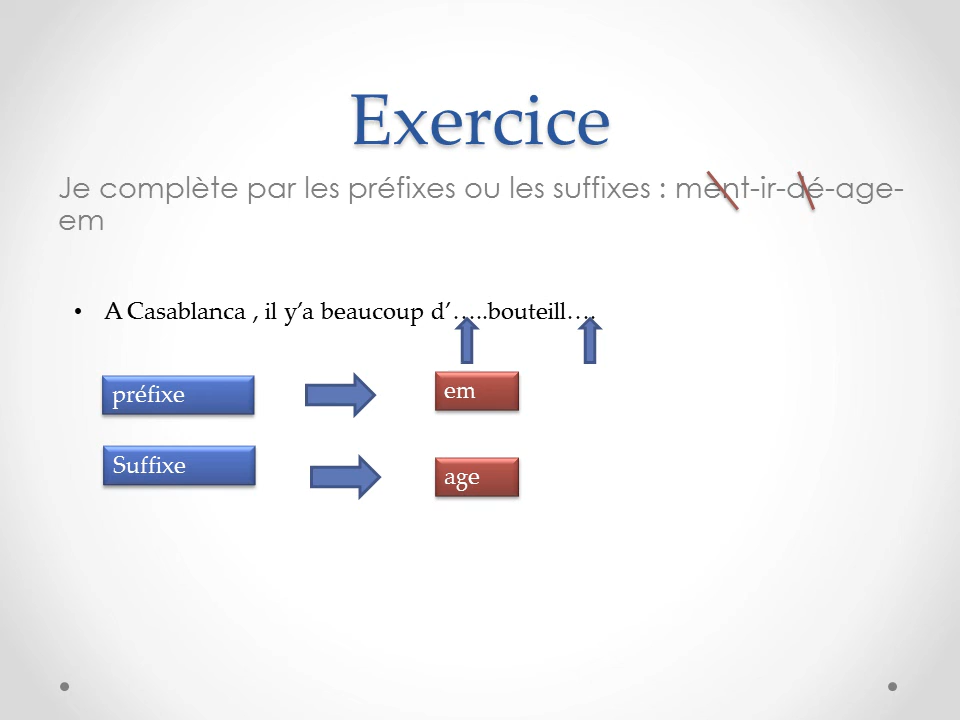 Exercice
Je complète par les préfixes ou les suffixes : ment-ir-dé-age-
em
• A Casablanca , il y’a beaucoup d’…..bouteill….
préfixe
em
Suffixe
age